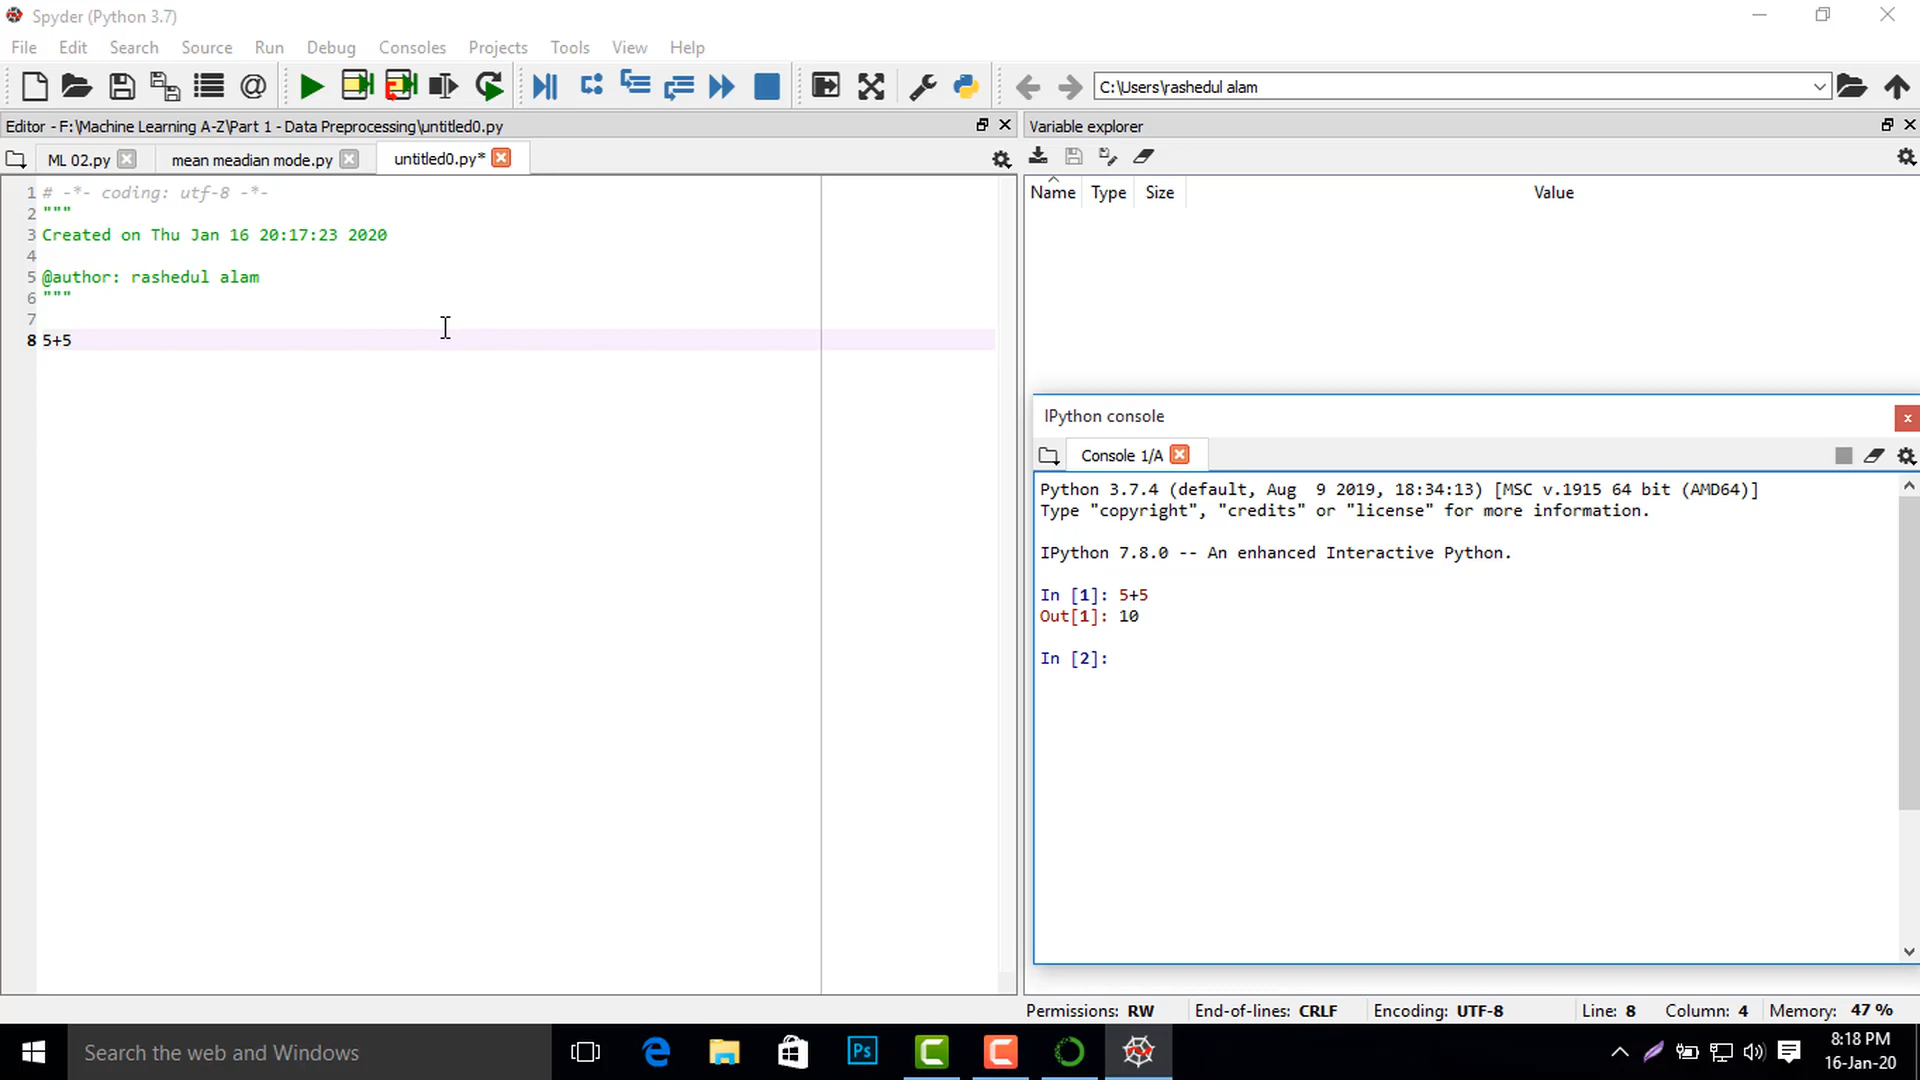 Spyder (Python 3.7)
File Edit Search Source Run Debug Consoles Projects Tools View Help
C:\Users\rashedul alam
Editor - F:\Machine Learning A-Z\Part 1 - Data Preprocessing\untitled0.py
ML 02.py
mean meadian mode.py
untitled0.py*
1 # -*- coding: utf-8 -*-
2 """
3 Created on Thu Jan 16 20:17:23 2020
4
5 @author: rashedul alam
6 """
7
8 5+5
Variable explorer
Name Type Size Value
IPython console
Console 1/A
Python 3.7.4 (default, Aug  9 2019, 18:34:13) [MSC v.1915 64 bit (AMD64)]
Type "copyright", "credits" or "license" for more information.
IPython 7.8.0 -- An enhanced Interactive Python.
In [1]: 5+5
Out[1]: 10
In [2]:
Permissions: RW End-of-lines: CRLF Encoding: UTF-8 Line: 8 Column: 4 Memory: 47 %
Search the web and Windows
Ps
8:18 PM
16-Jan-20